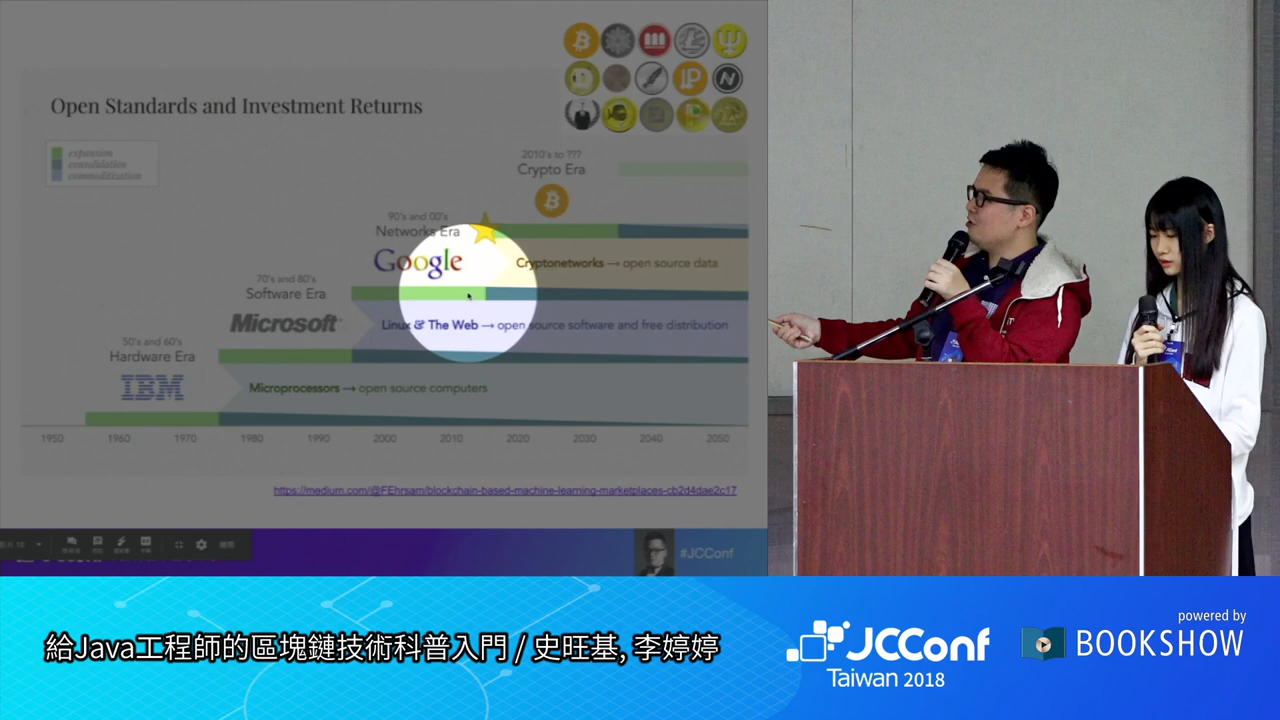 Open Standards and Investment Returns
expansion
consolidation
commoditization
2010's to ???
Crypto Era
90's and 00's
Networks Era
Google
Cryptonetworks → open source data
70's and 80's
Software Era
Microsoft
Linux & The Web → open source software and free distribution
50's and 60's
Hardware Era
IBM
Microprocessors → open source computers
1950 1960 1970 1980 1990 2000 2010 2020 2030 2040 2050
https://medium.com/@FEhrsam/blockchain-based-machine-learning-marketplaces-cb2d4dae2c17
#JCConf
給Java工程師的區塊鏈技術科普入門 / 史旺基, 李婷婷
JCConf
Taiwan 2018
powered by
BOOKSHOW